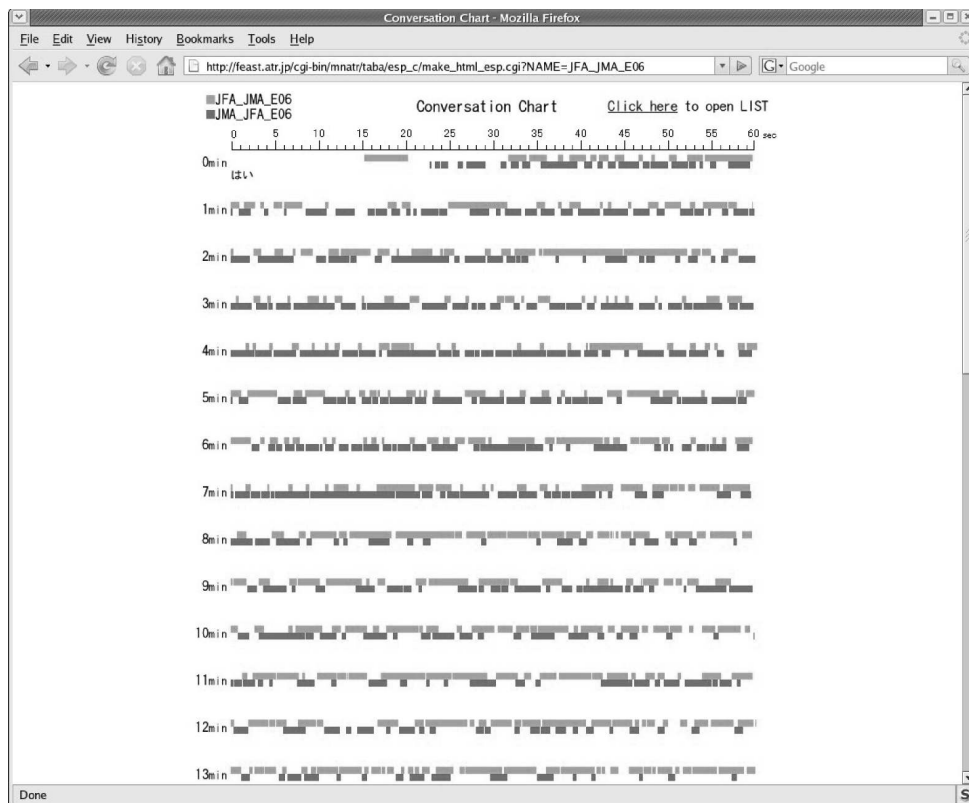 Conversation Chart - Mozilla Firefox
File Edit View History Bookmarks Tools Help
http://feast.atr.jp/cgi-bin/mnatr/taba/esp_c/make_html_esp.cgi?NAME=JFA_JMA_E06
G Google
JFA_JMA_E06
JMA_JFA_E06
Conversation Chart
Click here to open LIST
0 5 10 15 20 25 30 35 40 45 50 55 60 sec
0min
はい
1min
2min
3min
4min
5min
6min
7min
8min
9min
10min
11min
12min
13min
Done
S